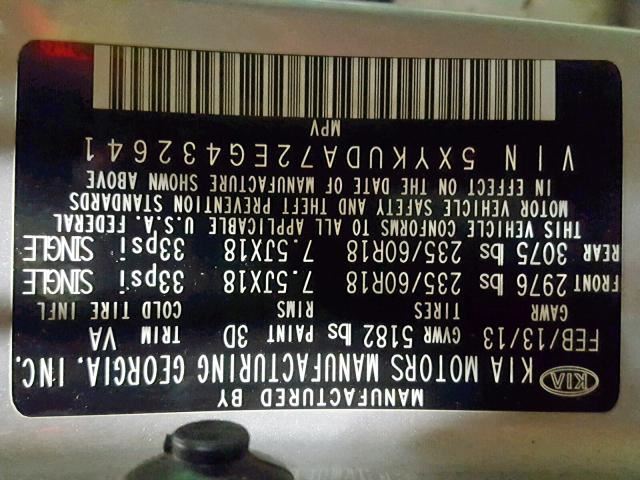 MANUFACTURED BY
KIA KIA MOTORS MANUFACTURING GEORGIA, INC.
FEB/13/13 GVWR 5182 lbs PAINT 3D TRIM VA
GAWR TIRES RIMS COLD TIRE INFL
FRONT 2976 lbs 235/60R18 7.5JX18 33psi SINGLE
REAR 3075 lbs 235/60R18 7.5JX18 33psi SINGLE
THIS VEHICLE CONFORMS TO ALL APPLICABLE U.S.A. FEDERAL
MOTOR VEHICLE SAFETY AND THEFT PREVENTION STANDARDS
IN EFFECT ON THE DATE OF MANUFACTURE SHOWN ABOVE
VIN 5XYKUDA72EG432641
MPV